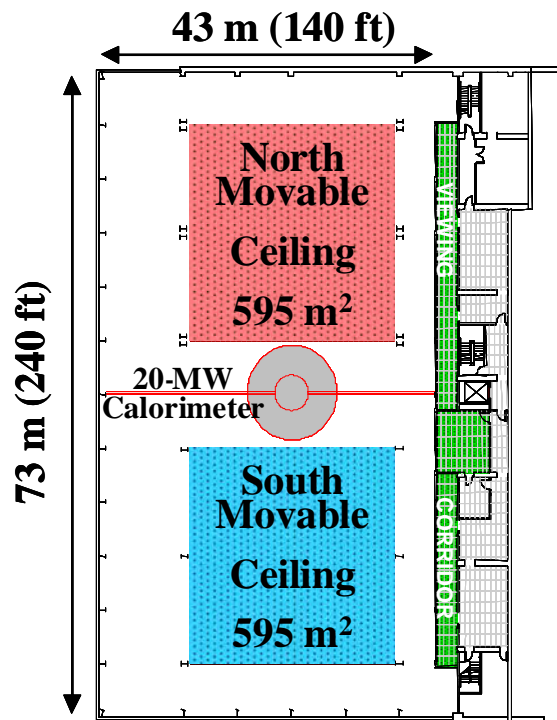 43 m (140 ft)
73 m (240 ft)
North
Movable
Ceiling
595 m²
VIEWING
20-MW
Calorimeter
South
Movable
Ceiling
595 m²
CORRIDOR